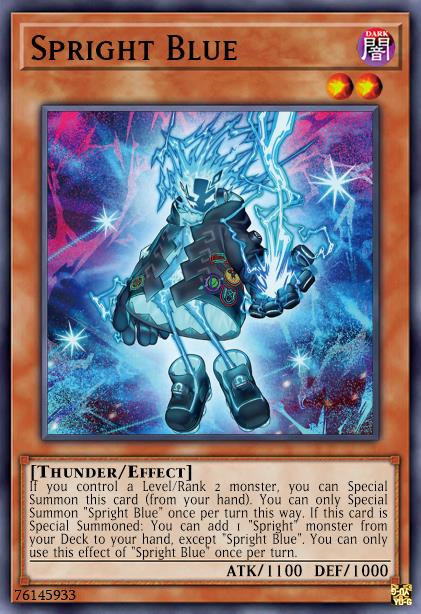 Spright Blue
DARK
闇
[Thunder/Effect]
If you control a Level/Rank 2 monster, you can Special
Summon this card (from your hand). You can only Special
Summon "Spright Blue" once per turn this way. If this card is
Special Summoned: You can add 1 "Spright" monster from
your Deck to your hand, except "Spright Blue". You can only
use this effect of "Spright Blue" once per turn.
ATK/1100 DEF/1000
76145933